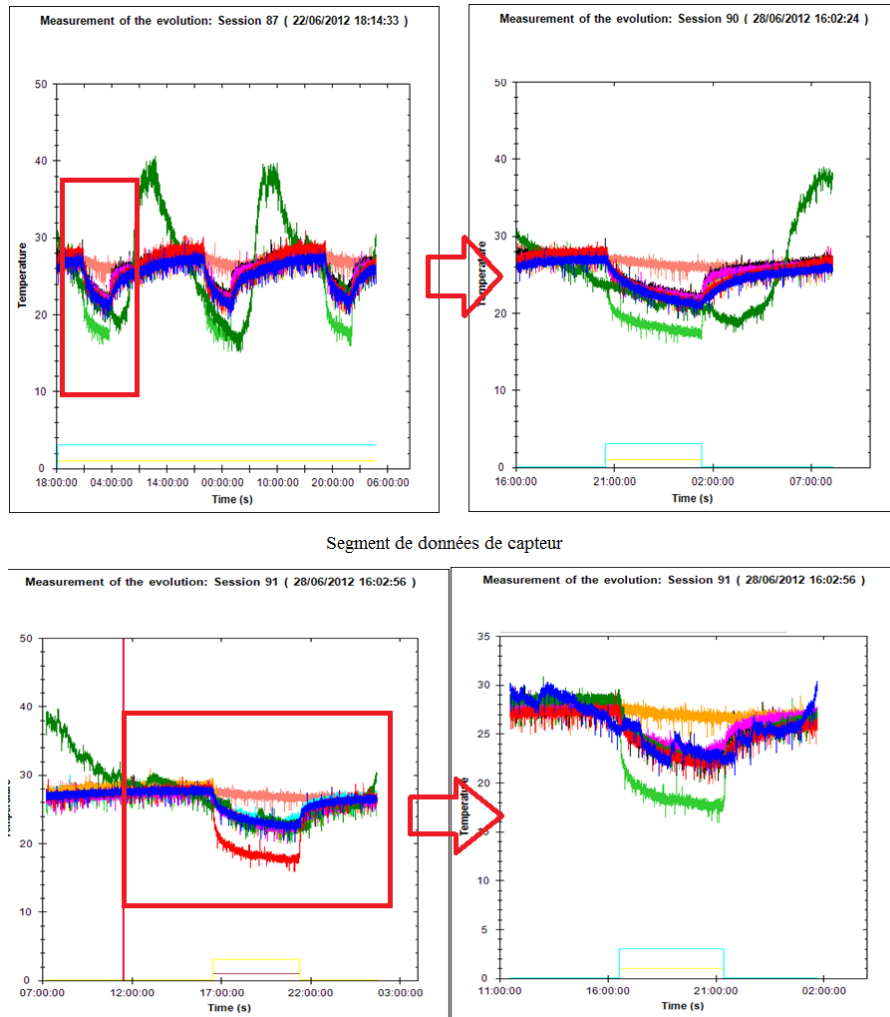 Measurement of the evolution: Session 87 ( 22/06/2012 18:14:33)
Measurement of the evolution: Session 90 ( 28/06/2012 16:02:24)
50
40
30
20
10
0
Temperature
18:00:00 04:00:00 14:00:00 00:00:00 10:00:00 20:00:00 06:00:00
Time (s)
50
40
30
20
10
0
Temperature
16:00:00 21:00:00 02:00:00 07:00:00
Time (s)
Segment de données de capteur
Measurement of the evolution: Session 91 ( 28/06/2012 16:02:56 )
Measurement of the evolution: Session 91 ( 28/06/2012 16:02:56 )
50
40
30
20
10
0
Temperature
07:00:00 12:00:00 17:00:00 22:00:00 03:00:00
Time (s)
35
30
25
20
15
10
5
0
Temperature
11:00:00 16:00:00 21:00:00 02:00:00
Time (s)